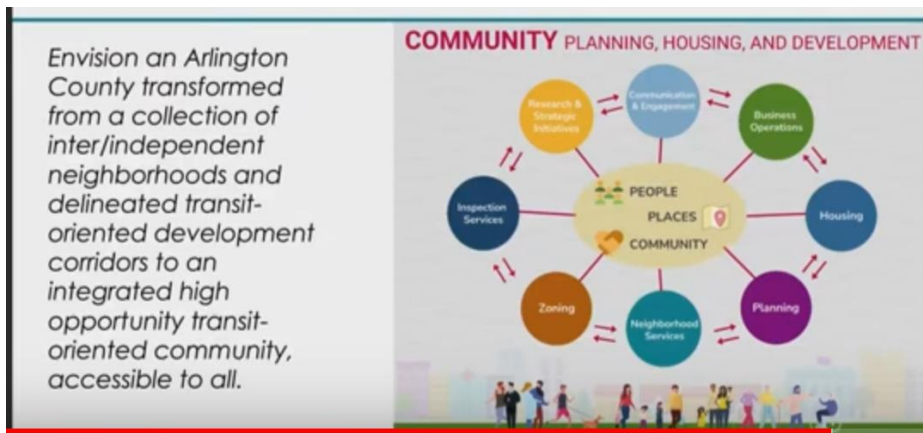 Envision an Arlington
County transformed
from a collection of
inter/independent
neighborhoods and
delineated transit-
oriented development
corridors to an
integrated high
opportunity transit-
oriented community,
accessible to all.
COMMUNITY PLANNING, HOUSING, AND DEVELOPMENT
Communication
& Engagement
Research &
Strategic
Initiatives
Business
Operations
PEOPLE
PLACES
COMMUNITY
Inspection
Services
Housing
Zoning
Neighborhood
Services
Planning